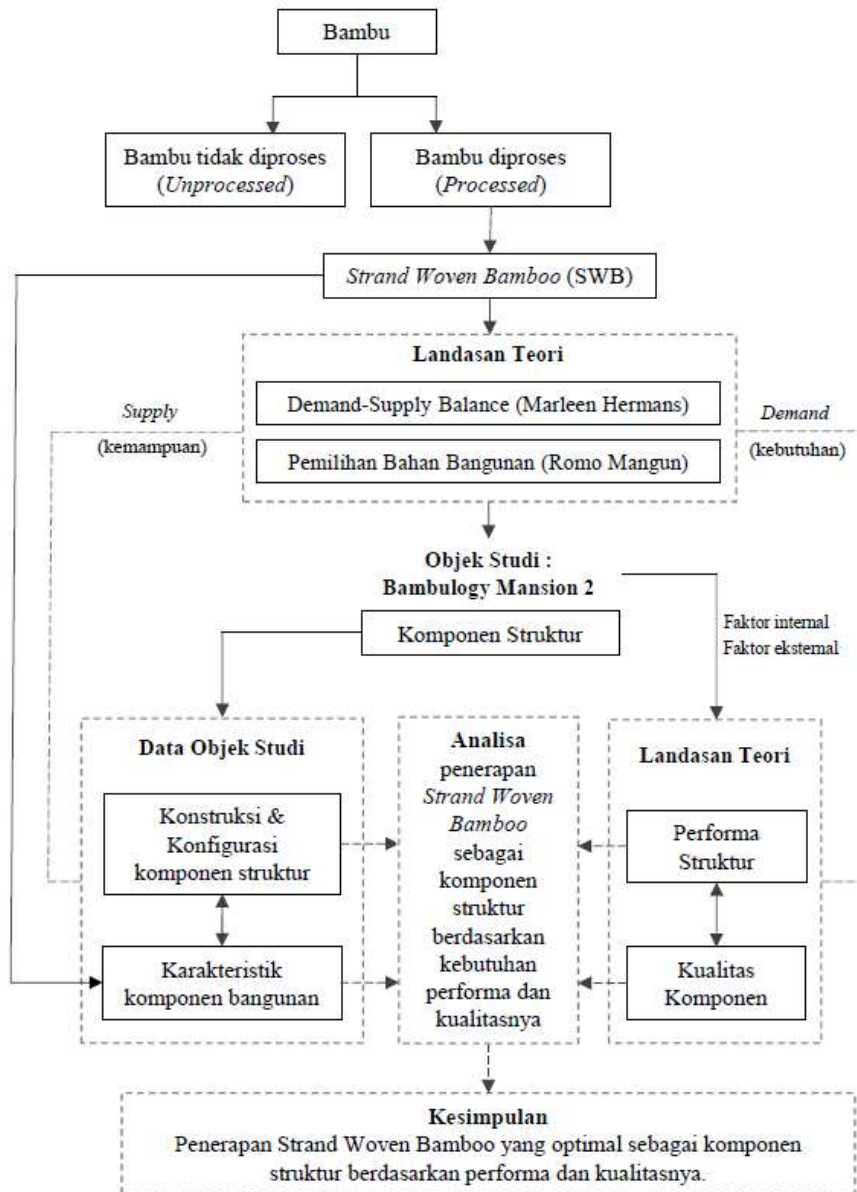 Bambu
Bambu tidak diproses
(Unprocessed)
Bambu diproses
(Processed)
Strand Woven Bamboo (SWB)
Landasan Teori
Demand-Supply Balance (Marleen Hermans)
Pemilihan Bahan Bangunan (Romo Mangun)
Supply
(kemampuan)
Demand
(kebutuhan)
Objek Studi :
Bambulogy Mansion 2
Komponen Struktur
Faktor internal
Faktor eksternal
Data Objek Studi
Konstruksi &
Konfigurasi
komponen struktur
Karakteristik
komponen bangunan
Analisa
penerapan
Strand Woven
Bamboo
sebagai
komponen
struktur
berdasarkan
kebutuhan
performa dan
kualitasnya
Landasan Teori
Performa
Struktur
Kualitas
Komponen
Kesimpulan
Penerapan Strand Woven Bamboo yang optimal sebagai komponen
struktur berdasarkan performa dan kualitasnya.